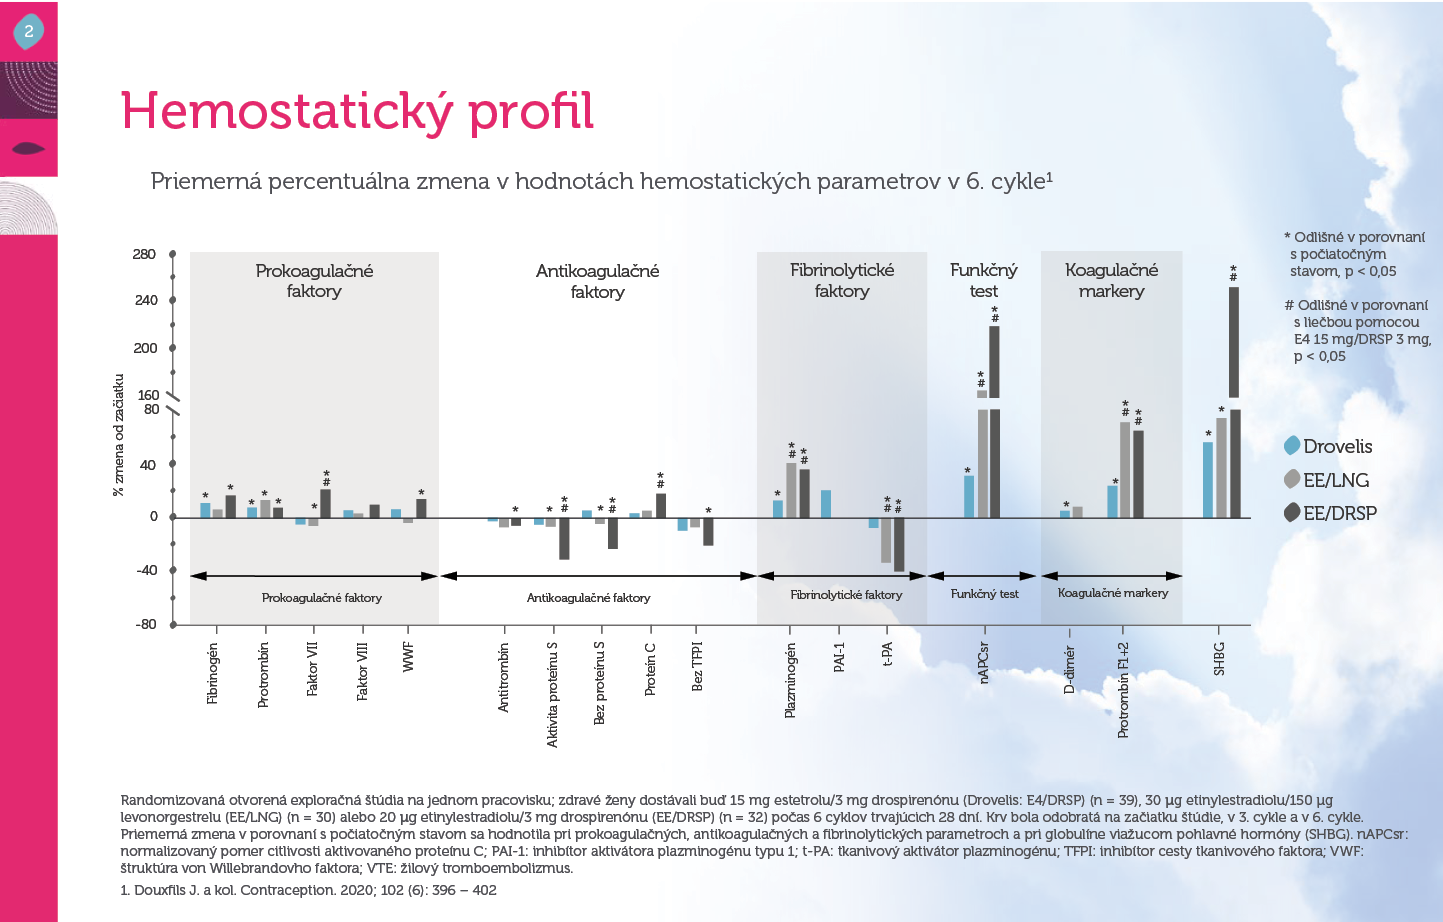 2
Hemostatický profil
Priemerná percentuálna zmena v hodnotách hemostatických parametrov v 6. cykle¹
% zmena od začiatku
280
240
200
160
80
40
0
-40
-80
Prokoagulačné
faktory
Antikoagulačné
faktory
Fibrinolytické
faktory
Funkčný
test
Koagulačné
markery
* Odlišné v porovnaní
s počiatočným
stavom, p < 0,05
# Odlišné v porovnaní
s liečbou pomocou
E4 15 mg/DRSP 3 mg,
p < 0,05
Drovelis
EE/LNG
EE/DRSP
Prokoagulačné faktory
Antikoagulačné faktory
Fibrinolytické faktory
Funkčný test
Koagulačné markery
Fibrinogén
Protrombín
Faktor VII
Faktor VIII
WWF
Antitrombín
Aktivita proteínu S
Bez proteínu S
Proteín C
Bez TFPI
Plazminogén
PAI-1
t-PA
nAPCsr
D-dimér
Protrombín F1+2
SHBG
Randomizovaná otvorená exploračná štúdia na jednom pracovisku; zdravé ženy dostávali buď 15 mg estetrolu/3 mg drospirenónu (Drovelis: E4/DRSP) (n = 39), 30 µg etinylestradiolu/150 µg
levonorgestrelu (EE/LNG) (n = 30) alebo 20 µg etinylestradiolu/3 mg drospirenónu (EE/DRSP) (n = 32) počas 6 cyklov trvajúcich 28 dní. Krv bola odobratá na začiatku štúdie, v 3. cykle a v 6. cykle.
Priemerná zmena v porovnaní s počiatočným stavom sa hodnotila pri prokoagulačných, antikoagulačných a fibrinolytických parametroch a pri globulíne viažucom pohlavné hormóny (SHBG). nAPCsr:
normalizovaný pomer citlivosti aktivovaného proteínu C; PAI-1: inhibítor aktivátora plazminogénu typu 1; t-PA: tkanivový aktivátor plazminogénu; TFPI: inhibítor cesty tkanivového faktora; VWF:
štruktúra von Willebrandovho faktora; VTE: žilový tromboembolizmus.
1. Douxfils J. a kol. Contraception. 2020; 102 (6): 396 – 402